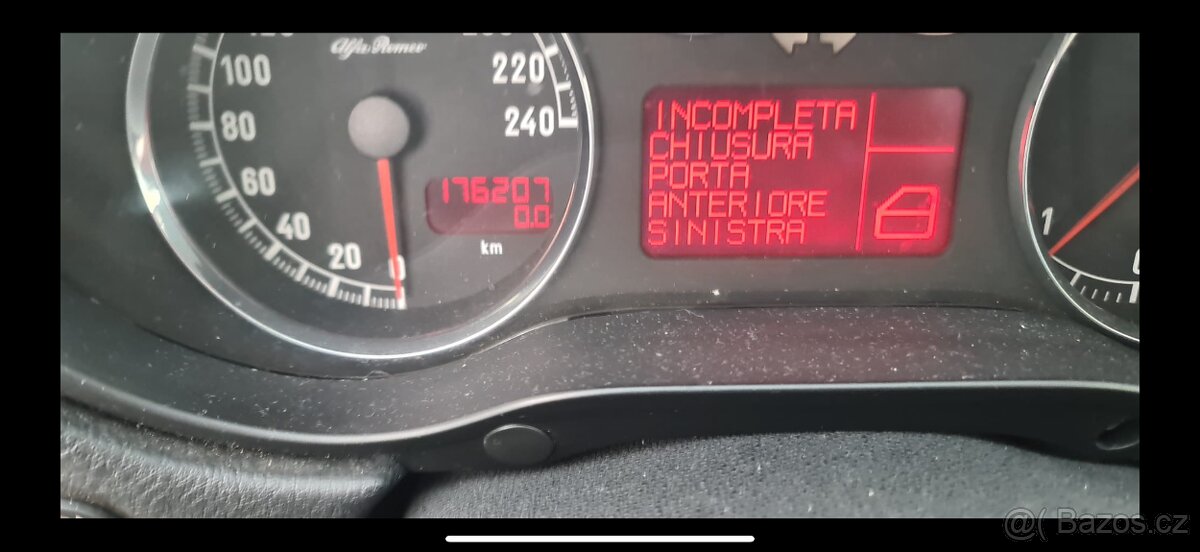 Alfa Romeo
100
80
60
40
20
0
220
240
176207
0.0
km
INCOMPLETA
CHIUSURA
PORTA
ANTERIORE
SINISTRA
1
@( Bazos.cz